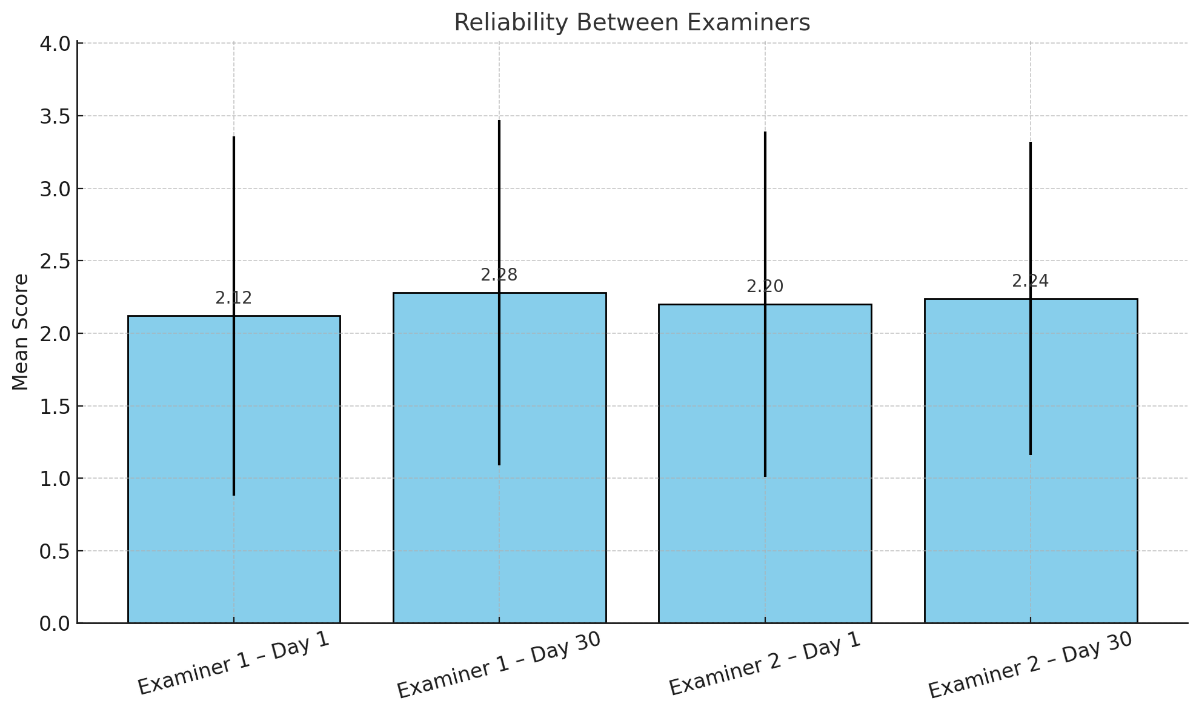 Reliability Between Examiners
Mean Score
4.0
3.5
3.0
2.5
2.0
1.5
1.0
0.5
0.0
2.12
2.28
2.20
2.24
Examiner 1 – Day 1
Examiner 1 – Day 30
Examiner 2 – Day 1
Examiner 2 – Day 30